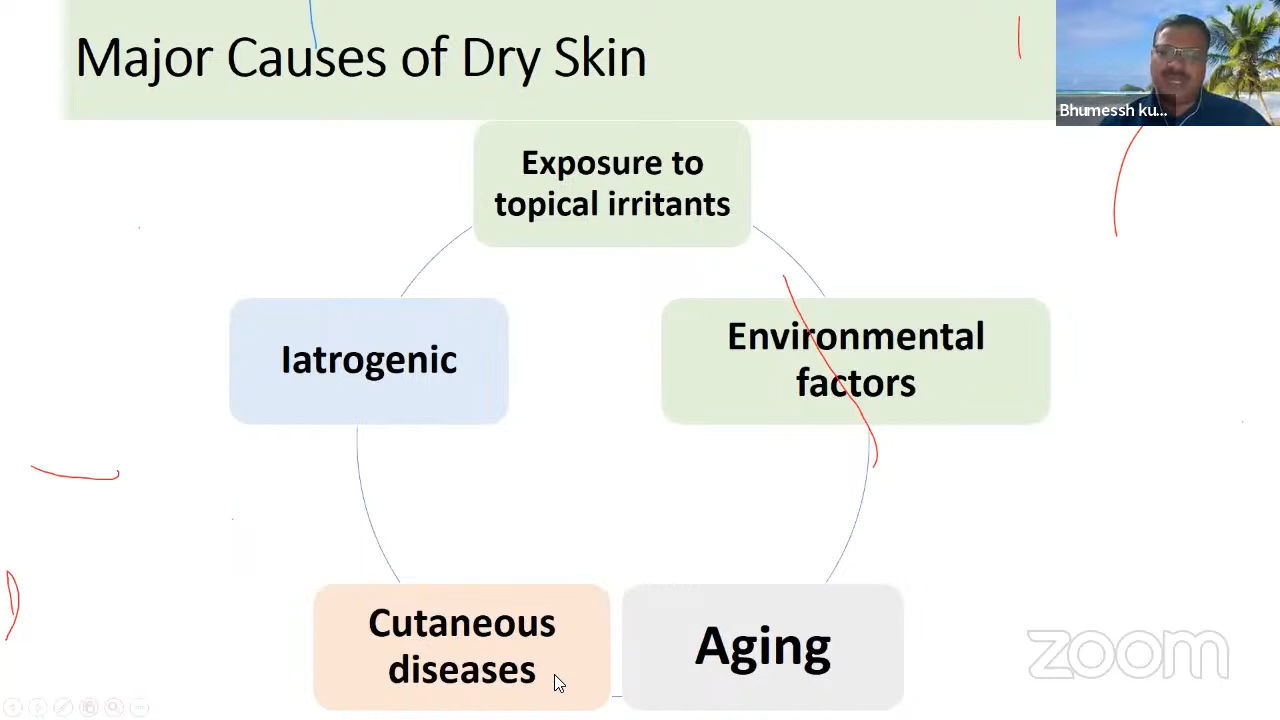 Major Causes of Dry Skin
Bhumessh ku...
Exposure to
topical irritants
Iatrogenic
Environmental
factors
Cutaneous
diseases
Aging
zoom